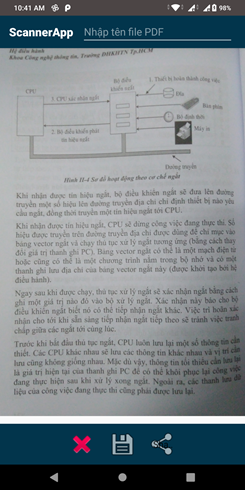 10:41 AM
98%
ScannerApp
Nhập tên file PDF
Hệ điều hành
Khoa Công nghệ thông tin, Trường ĐHKHTN Tp.HCM
CPU
Bộ điều khiển ngắt
1. Thiết bị hoàn thành công việc
3. CPU xác nhận ngắt
Đĩa
Bàn phím
2. Bộ điều khiển phát tín hiệu ngắt
Bộ định thời
Máy in
Đường truyền
Hình II-4 Sơ đồ hoạt động theo cơ chế ngắt
Khi nhận được tín hiệu ngắt, bộ điều khiển ngắt sẽ đưa lên đường
truyền một số hiệu lên đường truyền địa chỉ chỉ định thiết bị nào yêu
cầu ngắt, đồng thời truyền một tín hiệu ngắt tới CPU.
Khi nhận được tín hiệu ngắt, CPU sẽ dừng công việc đang thực thi. Số
hiệu được truyền trên đường truyền địa chỉ được dùng để chỉ mục vào
bảng vector ngắt và chạy thủ tục xử lý ngắt tương ứng (bằng cách thay
đổi giá trị thanh ghi PC). Bảng vector ngắt có thể là một mạch điện tử
hoặc cũng có thể là một chương trình nằm trong bộ nhớ và có một
thanh ghi lưu địa chỉ của bảng vector ngắt này (được khởi tạo bởi hệ
điều hành).
Ngay sau khi được chạy, thủ tục xử lý ngắt sẽ xác nhận ngắt bằng cách
ghi một giá trị nào đó vào bộ xử lý ngắt. Xác nhận này báo cho bộ
điều khiển ngắt biết nó có thể tiếp nhận ngắt khác. Việc trì hoãn xác
nhận cho tới khi sẵn sàng tiếp nhận ngắt tiếp theo sẽ tránh việc tranh
chấp giữa các ngắt tới cùng lúc.
Trước khi bắt đầu thủ tục ngắt, CPU luôn lưu lại một số thông tin cần
thiết. Các CPU khác nhau sẽ lưu các thông tin khác nhau và vị trí cần
lưu cũng không giống nhau. Mặc dù vậy, thông tin tối thiểu cần lưu lại
là giá trị hiện tại của thanh ghi PC để có thể khôi phục lại công việc
đang thực hiện sau khi xử lý xong ngắt. Ngoài ra, các thanh lưu dữ
liệu của công việc đang thực thi cũng phải được lưu lại.